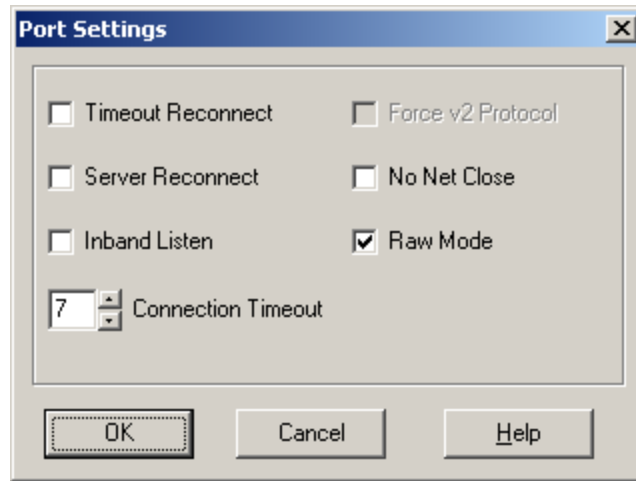 Port Settings
Timeout Reconnect
Force v2 Protocol
Server Reconnect
No Net Close
Inband Listen
Raw Mode
7 Connection Timeout
OK
Cancel
Help